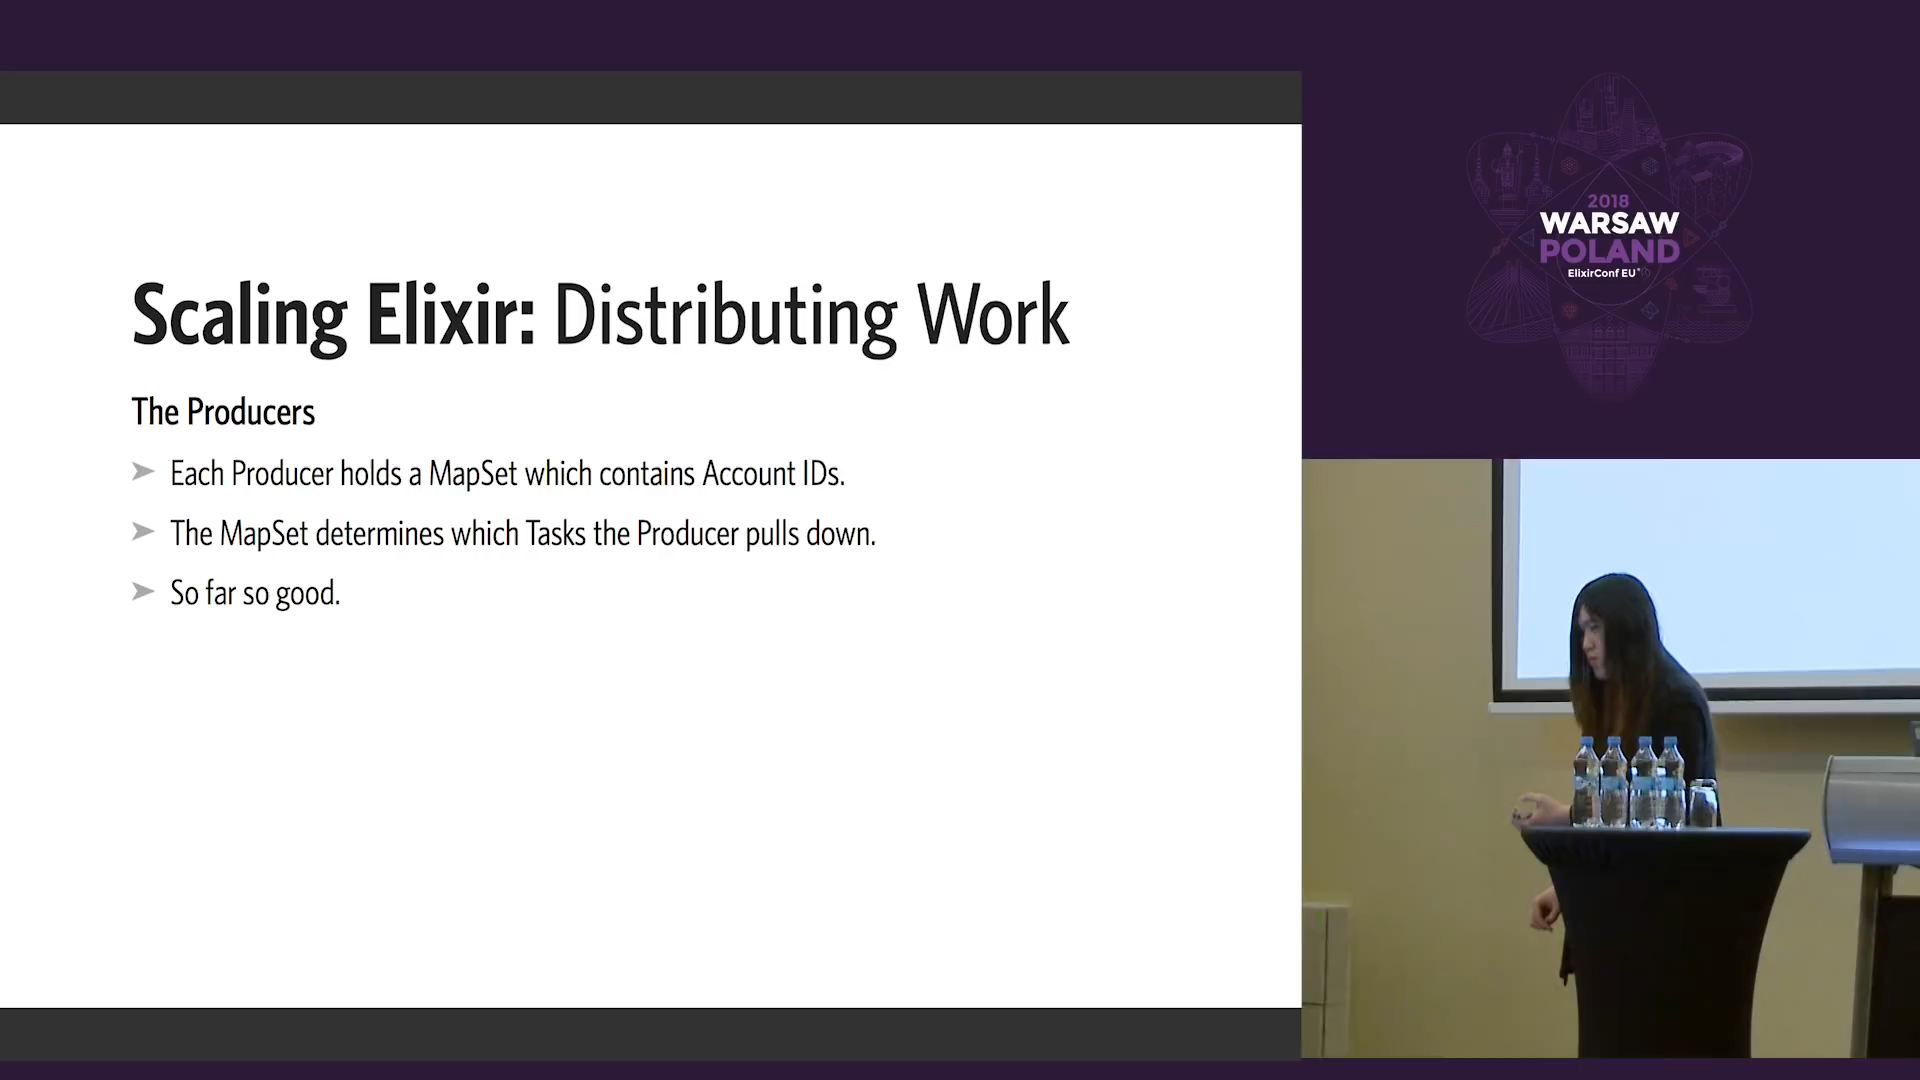 Scaling Elixir: Distributing Work
The Producers
➤ Each Producer holds a MapSet which contains Account IDs.
➤ The MapSet determines which Tasks the Producer pulls down.
➤ So far so good.
2018
WARSAW
POLAND
ElixirConf EU